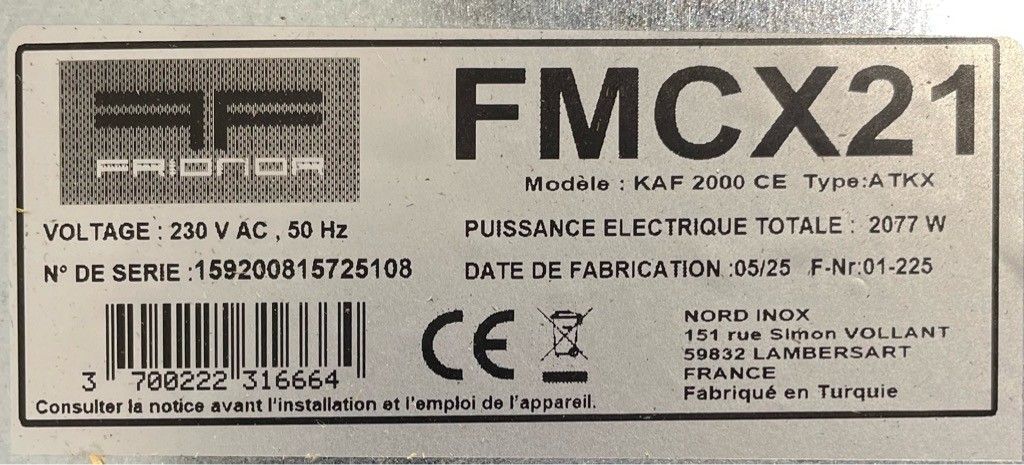 FRIONOR
FMCX21
Modèle : KAF 2000 CE Type:ATKX
VOLTAGE : 230 V AC , 50 Hz
PUISSANCE ELECTRIQUE TOTALE : 2077 W
N° DE SERIE :159200815725108
DATE DE FABRICATION :05/25 F-Nr:01-225
3 700222 316664
CE
NORD INOX
151 rue Simon VOLLANT
59832 LAMBERSART
FRANCE
Fabriqué en Turquie
Consulter la notice avant l'installation et l'emploi de l'appareil.